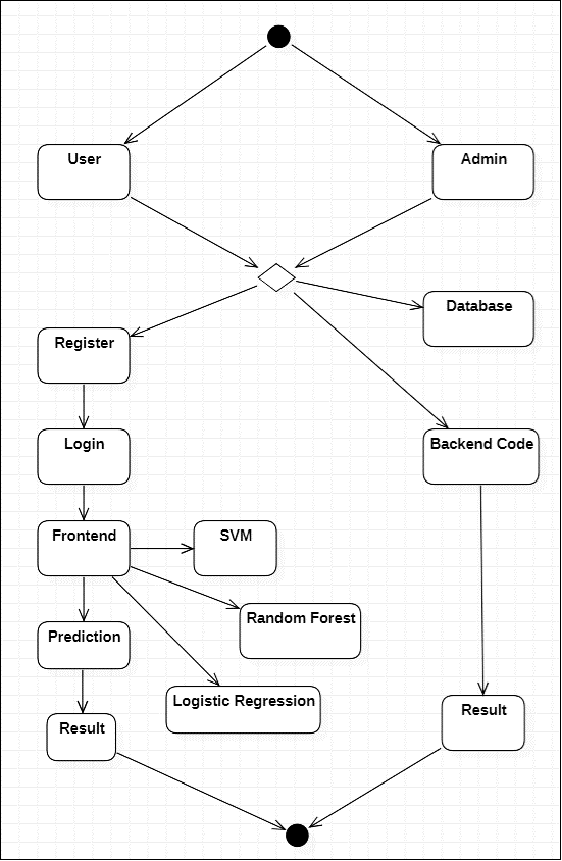 User
Admin
Database
Register
Login
Backend Code
Frontend
SVM
Random Forest
Prediction
Logistic Regression
Result
Result